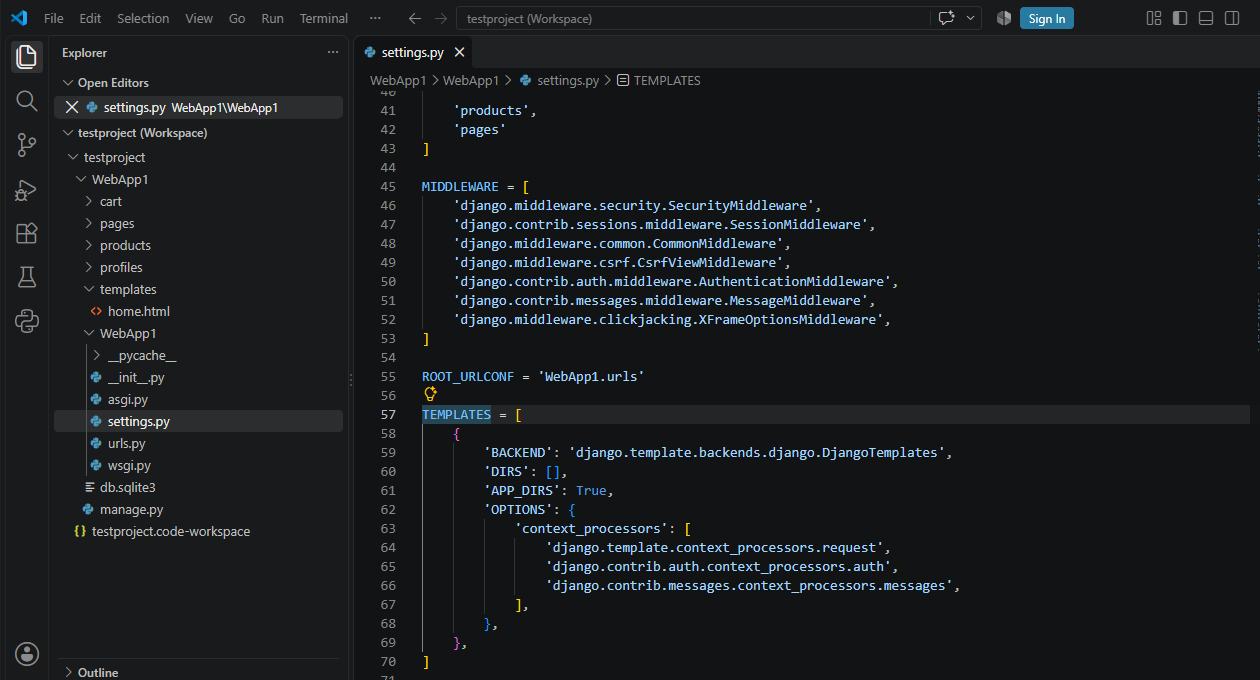 File Edit Selection View Go Run Terminal ··· testproject (Workspace) Sign In
Explorer ···
Open Editors
settings.py WebApp1\WebApp1
testproject (Workspace)
testproject
WebApp1
cart
pages
products
profiles
templates
<> home.html
WebApp1
__pycache__
__init__.py
asgi.py
settings.py
urls.py
wsgi.py
db.sqlite3
manage.py
{} testproject.code-workspace
Outline
settings.py
WebApp1 > WebApp1 > settings.py > TEMPLATES
40
41 'products',
42 'pages'
43 ]
44
45 MIDDLEWARE = [
46 'django.middleware.security.SecurityMiddleware',
47 'django.contrib.sessions.middleware.SessionMiddleware',
48 'django.middleware.common.CommonMiddleware',
49 'django.middleware.csrf.CsrfViewMiddleware',
50 'django.contrib.auth.middleware.AuthenticationMiddleware',
51 'django.contrib.messages.middleware.MessageMiddleware',
52 'django.middleware.clickjacking.XFrameOptionsMiddleware',
53 ]
54
55 ROOT_URLCONF = 'WebApp1.urls'
56
57 TEMPLATES = [
58 {
59 'BACKEND': 'django.template.backends.django.DjangoTemplates',
60 'DIRS': [],
61 'APP_DIRS': True,
62 'OPTIONS': {
63 'context_processors': [
64 'django.template.context_processors.request',
65 'django.contrib.auth.context_processors.auth',
66 'django.contrib.messages.context_processors.messages',
67 ],
68 },
69 },
70 ]
71